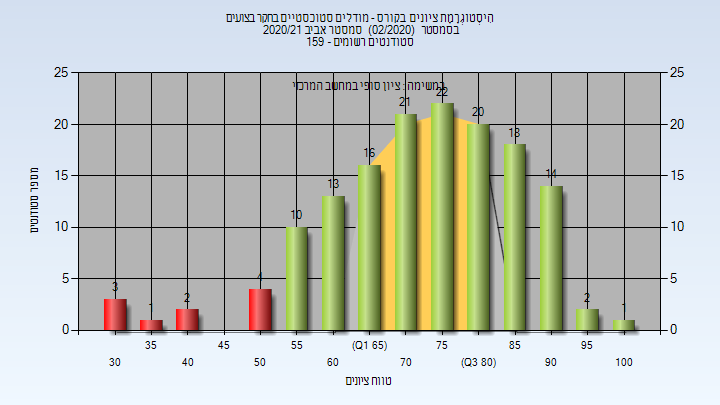 היסטוגרמת ציונים בקורס - מודלים סטוכסטיים בחקר בצועים
בסמסטר (02/2020) סמסטר אביב 2020/21
סטודנטים רשומים - 159
במשימה : ציון סופי במחשב המרכזי
מספר סטודנטים
25 25
20 20
15 15
10 10
5 5
0 0
3 1 2 4 10 13 16 21 22 20 18 14 2 1
35 45 55 (Q1 65) 75 85 95
30 40 50 60 70 (Q3 80) 90 100
טווח ציונים